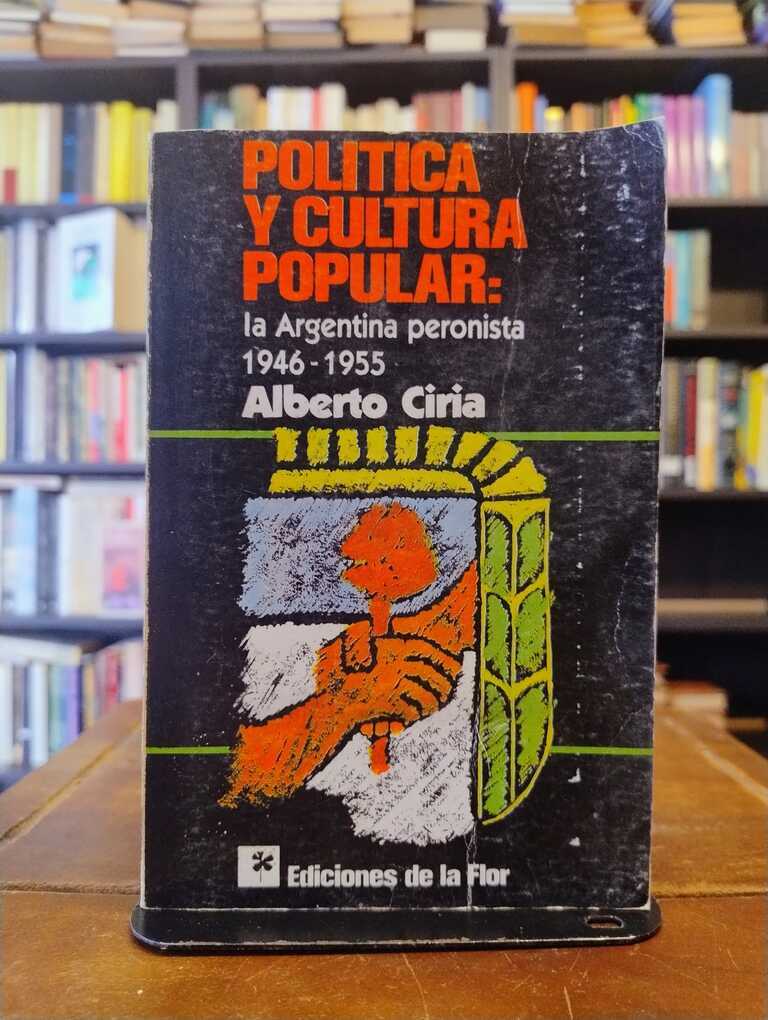 POLITICA
Y CULTURA
POPULAR:
la Argentina peronista
1946-1955
Alberto Ciria
Ediciones de la Flor